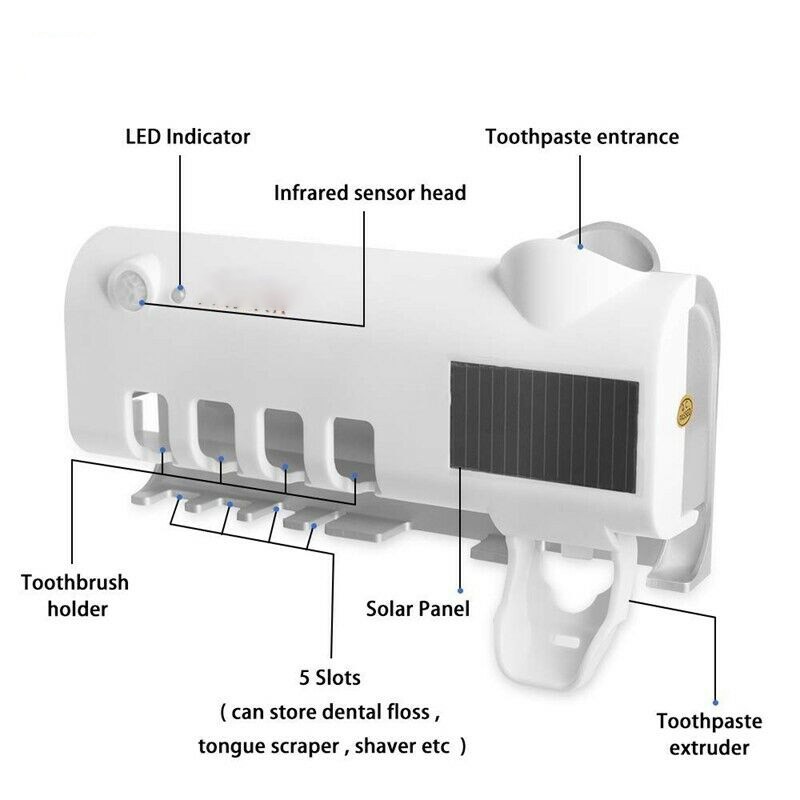 LED Indicator
Toothpaste entrance
Infrared sensor head
Toothbrush
holder
Solar Panel
5 Slots
( can store dental floss ,
tongue scraper , shaver etc )
Toothpaste
extruder